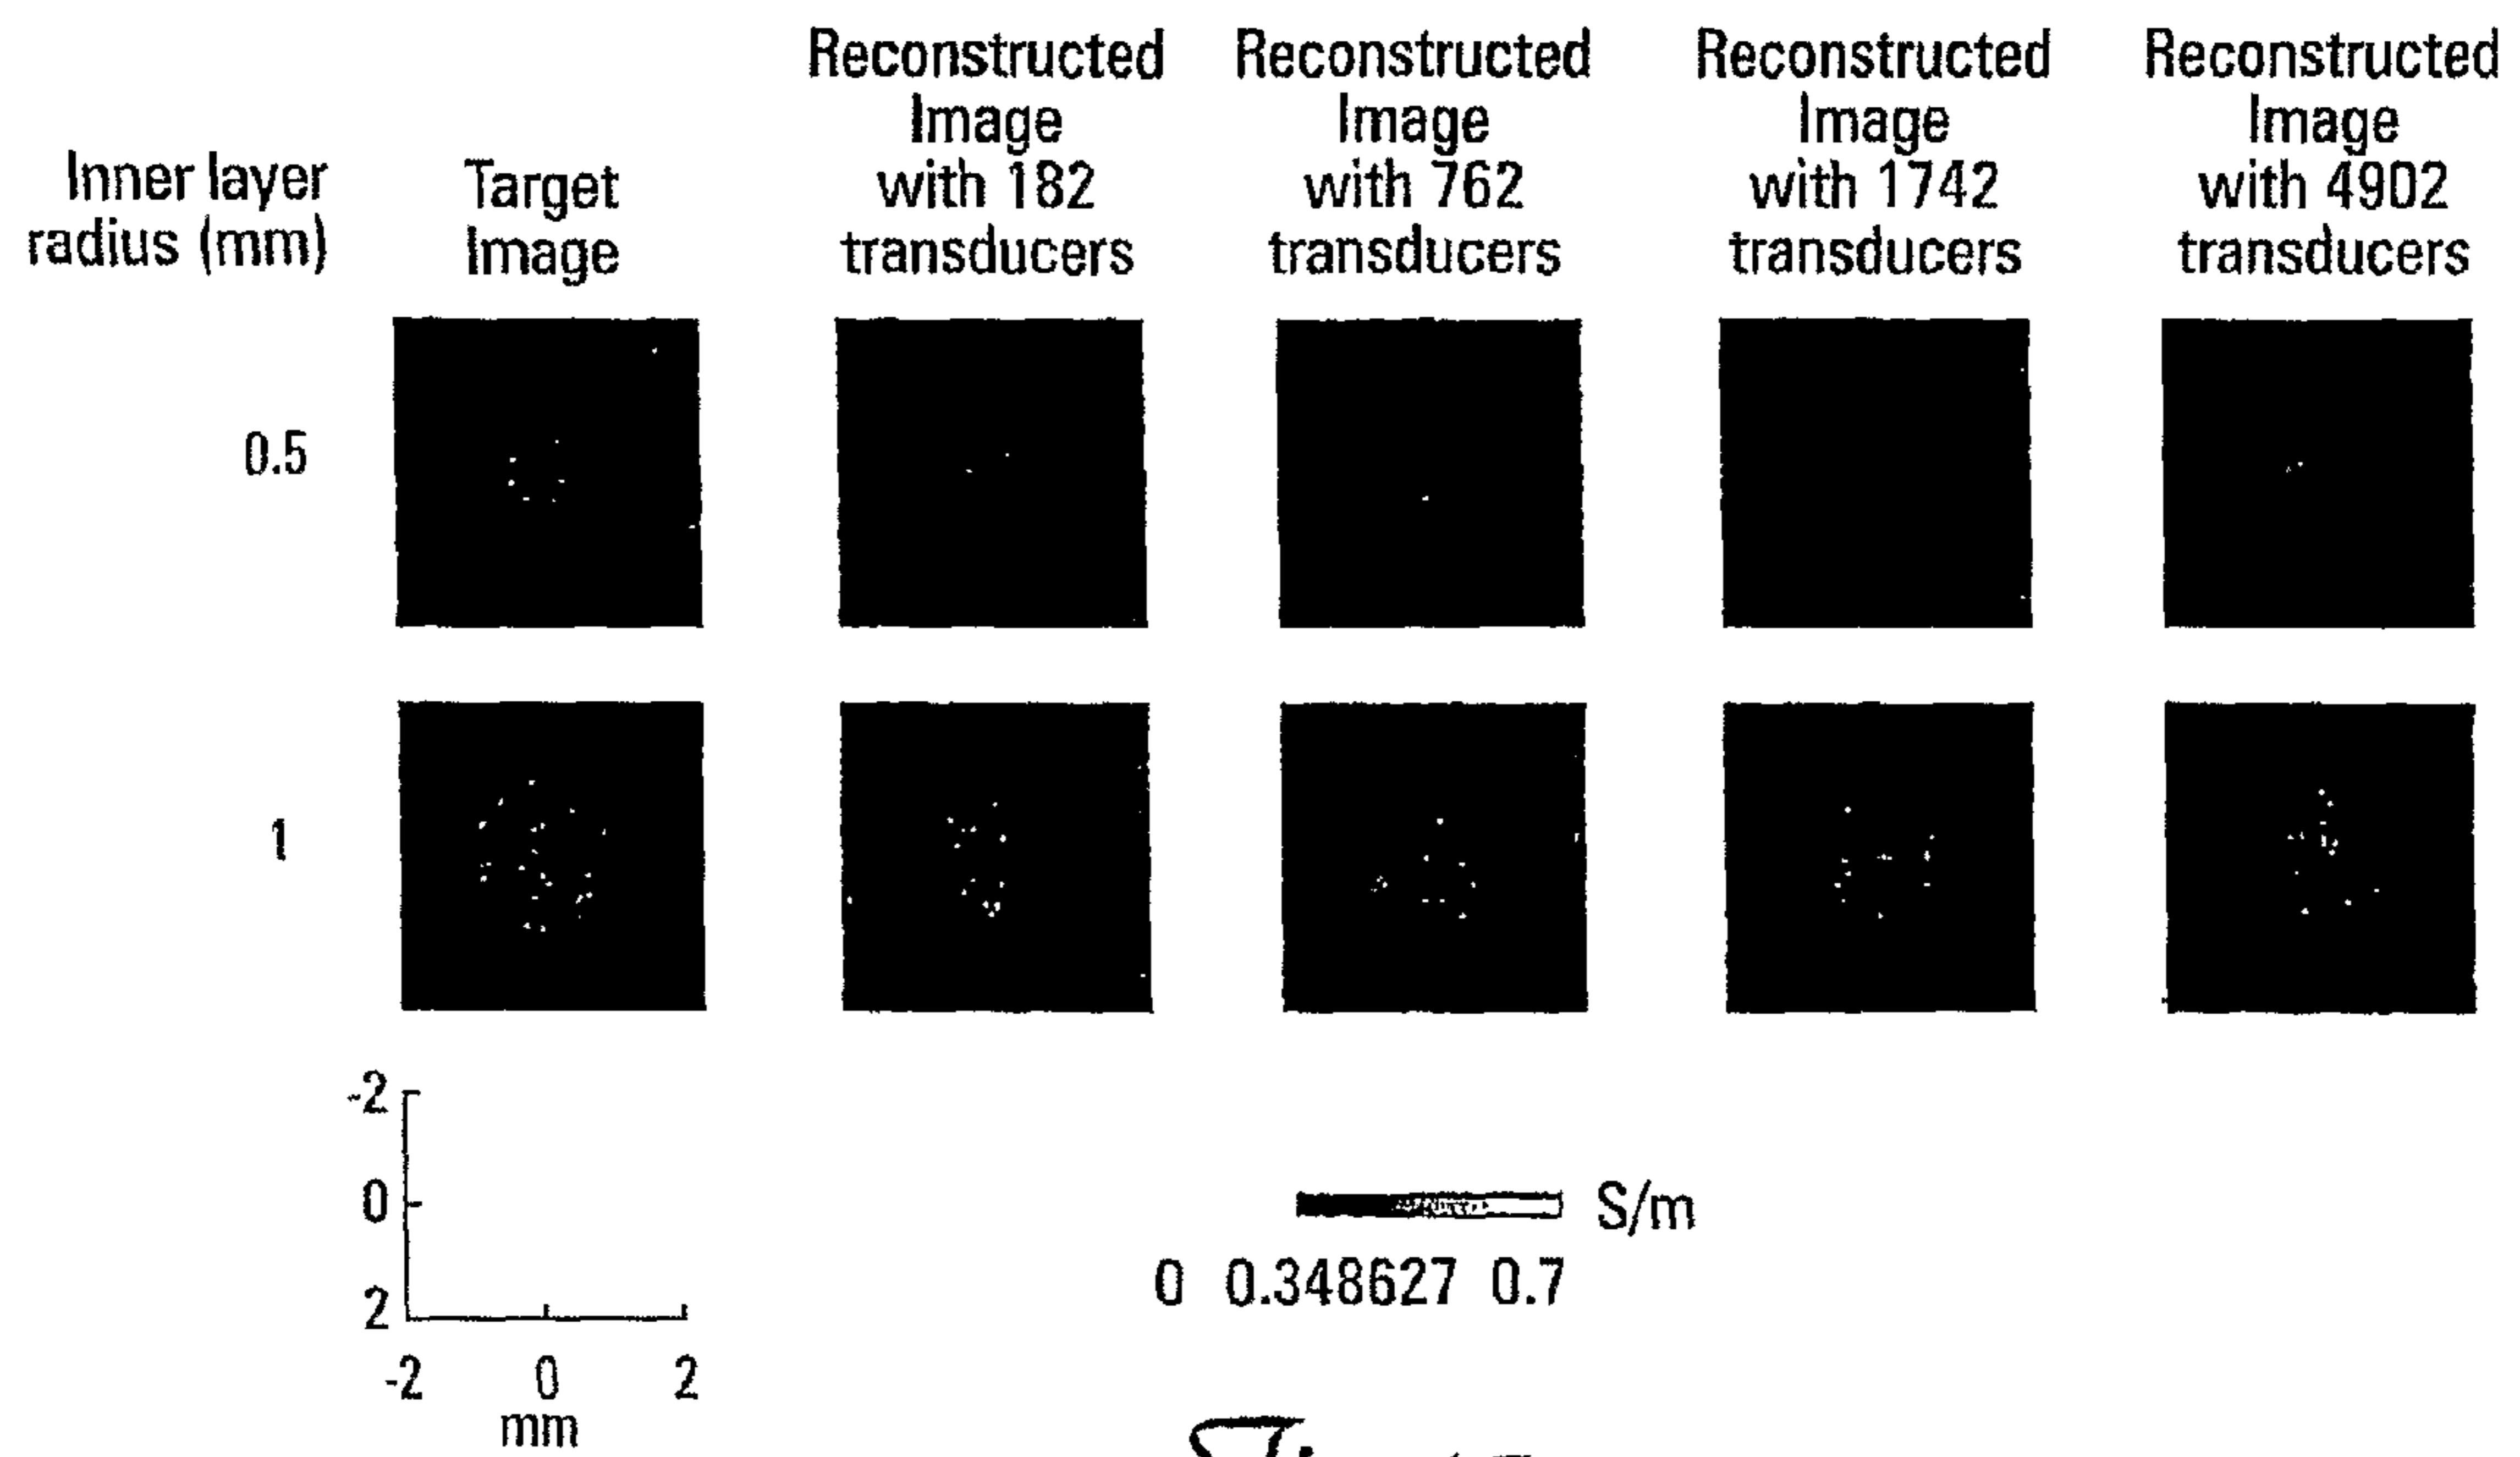 Inner layer
radius (mm)
Target
Image
Reconstructed
Image
with 182
transducers
Reconstructed
Image
with 762
transducers
Reconstructed
Image
with 1742
transducers
Reconstructed
Image
with 4902
transducers
0.5
1
-2
0
2
-2 0 2
mm
S/m
0 0.348627 0.7